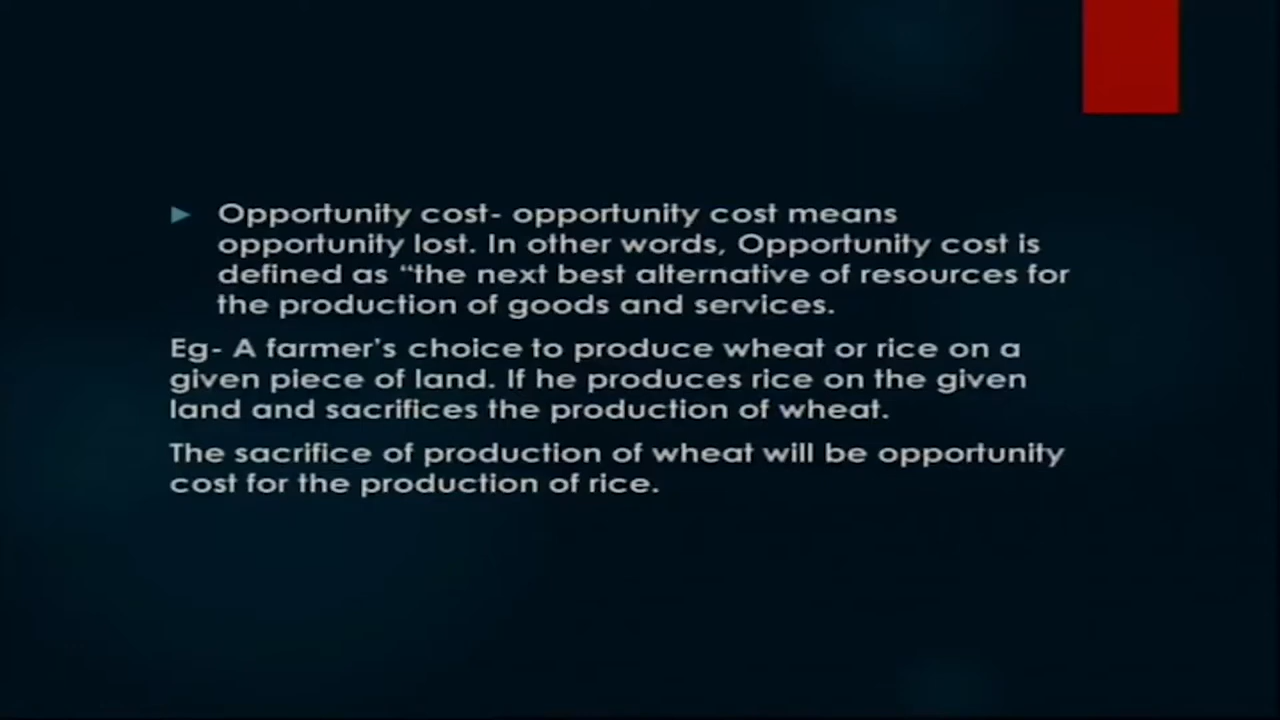 Opportunity cost- opportunity cost means
opportunity lost. In other words, Opportunity cost is
defined as “the next best alternative of resources for
the production of goods and services.
Eg- A farmer's choice to produce wheat or rice on a
given piece of land. If he produces rice on the given
land and sacrifices the production of wheat.
The sacrifice of production of wheat will be opportunity
cost for the production of rice.